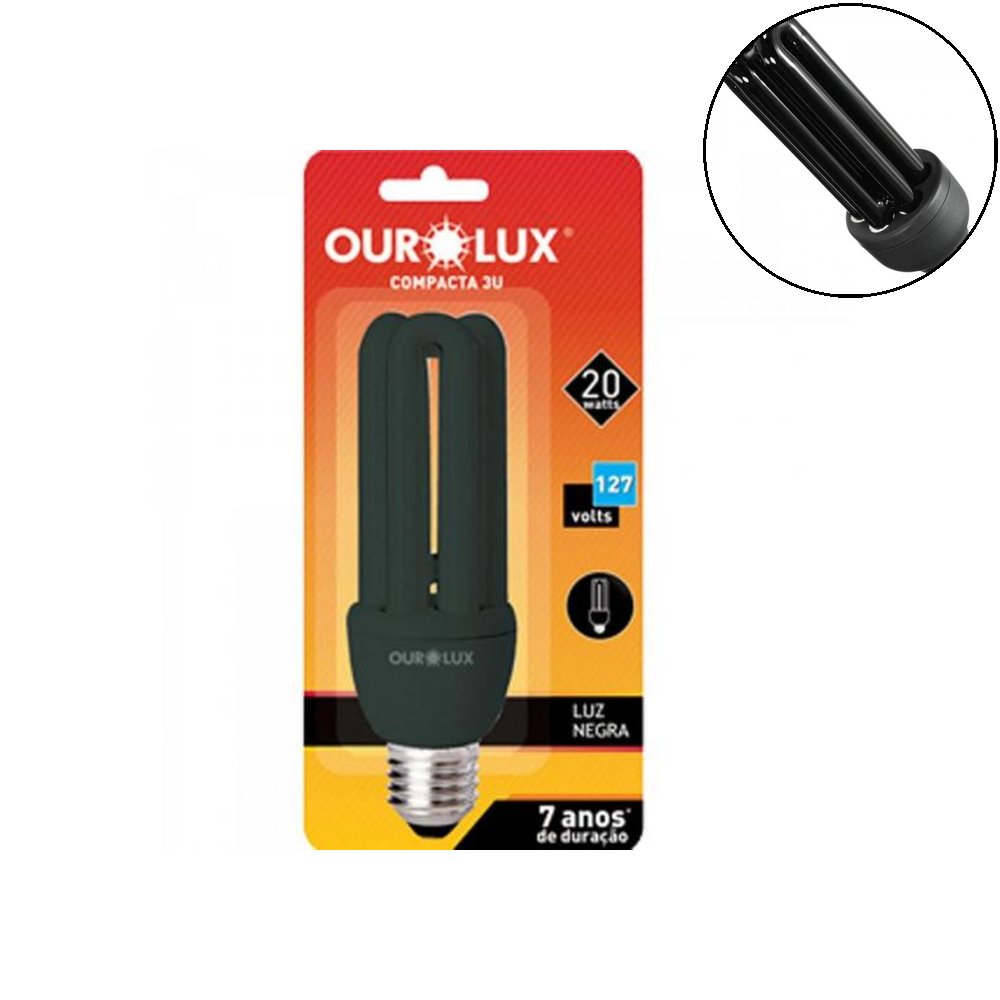 OUROLUX®
COMPACTA 3U
20
watts
127
volts
OUROLUX
LUZ
NEGRA
7 anos*
de duração